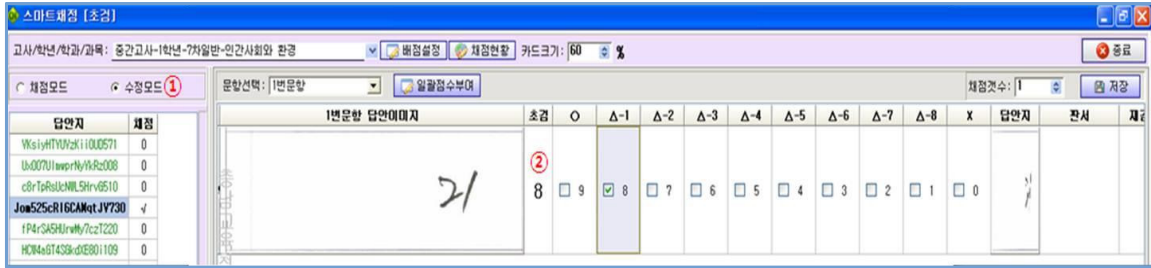 스마트채점 [초검]
고사/학년/학과/과목: 중간고사-1학년-7차일반-인간사회와 환경 배점설정 채점현황 카드크기: 60 % 종료
채점모드 수정모드 ①
문항선택: 1번문항 일괄점수부여 채점갯수: 1 저장
답안지 채점
1번문항 답안이미지 초검 O Δ-1 Δ-2 Δ-3 Δ-4 Δ-5 Δ-6 Δ-7 Δ-8 X 답안지 판서
0
0
0
Jom525cRI6CAMqtJV730 √
0
0
21
②
8 9 8 7 6 5 4 3 2 1 0